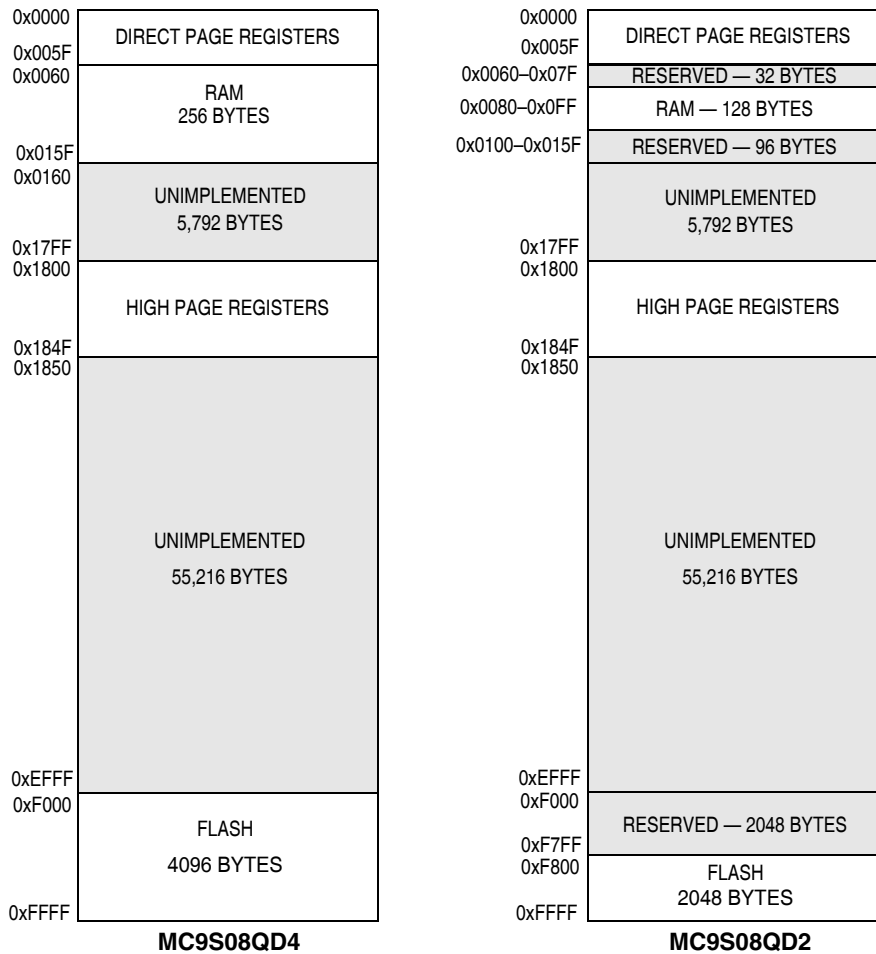 0x0000
DIRECT PAGE REGISTERS
0x005F
0x0060
RAM
256 BYTES
0x015F
0x0160
UNIMPLEMENTED
5,792 BYTES
0x17FF
0x1800
HIGH PAGE REGISTERS
0x184F
0x1850
UNIMPLEMENTED
55,216 BYTES
0xEFFF
0xF000
FLASH
4096 BYTES
0xFFFF
MC9S08QD4
0x0000
DIRECT PAGE REGISTERS
0x005F
0x0060–0x07F
RESERVED — 32 BYTES
0x0080–0x0FF
RAM — 128 BYTES
0x0100–0x015F
RESERVED — 96 BYTES
UNIMPLEMENTED
5,792 BYTES
0x17FF
0x1800
HIGH PAGE REGISTERS
0x184F
0x1850
UNIMPLEMENTED
55,216 BYTES
0xEFFF
0xF000
RESERVED — 2048 BYTES
0xF7FF
0xF800
FLASH
2048 BYTES
0xFFFF
MC9S08QD2